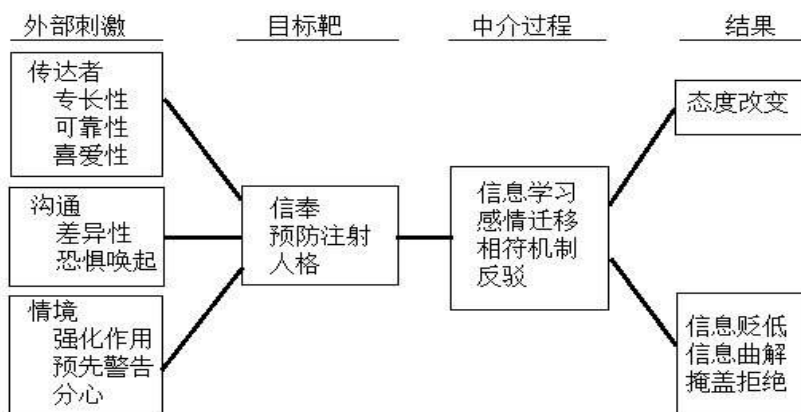 外部刺激
目标靶
中介过程
结果
传达者
专长性
可靠性
喜爱性
沟通
差异性
恐惧唤起
情境
强化作用
预先警告
分心
信奉
预防注射
人格
信息学习
感情迁移
相符机制
反驳
态度改变
信息贬低
信息曲解
掩盖拒绝